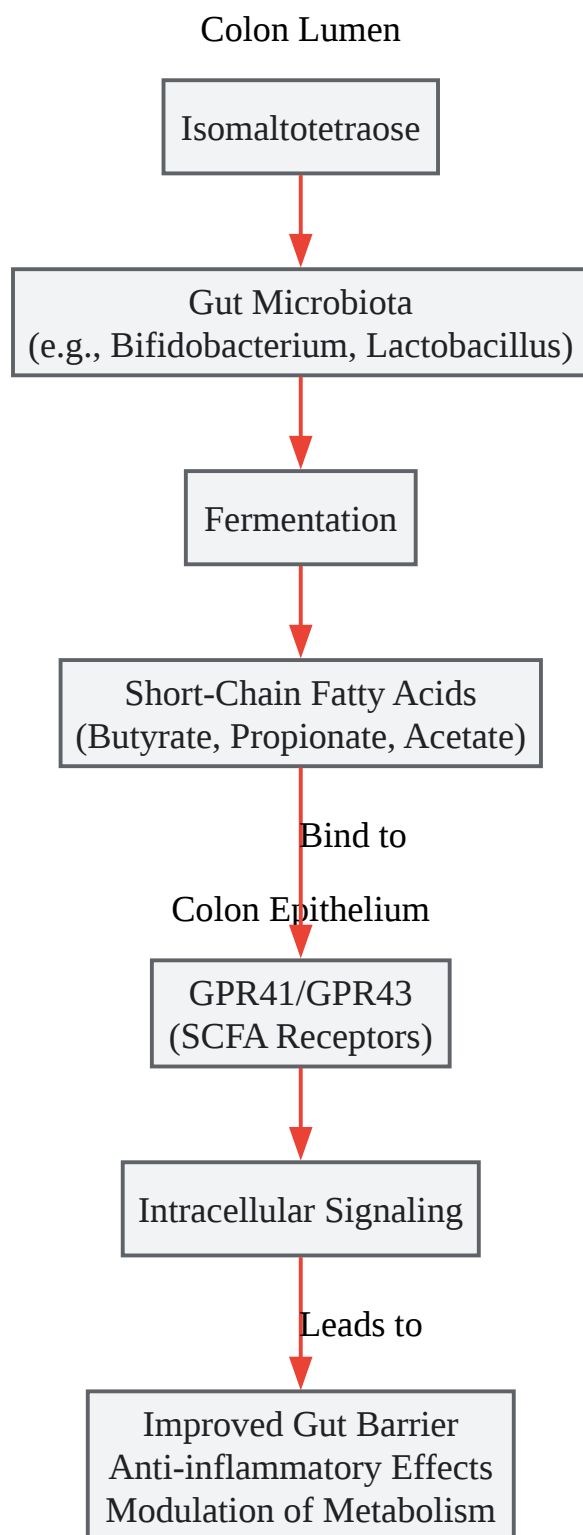 Colon Lumen
Isomaltotetraose
Gut Microbiota
(e.g., Bifidobacterium, Lactobacillus)
Fermentation
Short-Chain Fatty Acids
(Butyrate, Propionate, Acetate)
Bind to
Colon Epithelium
GPR41/GPR43
(SCFA Receptors)
Intracellular Signaling
Leads to
Improved Gut Barrier
Anti-inflammatory Effects
Modulation of Metabolism